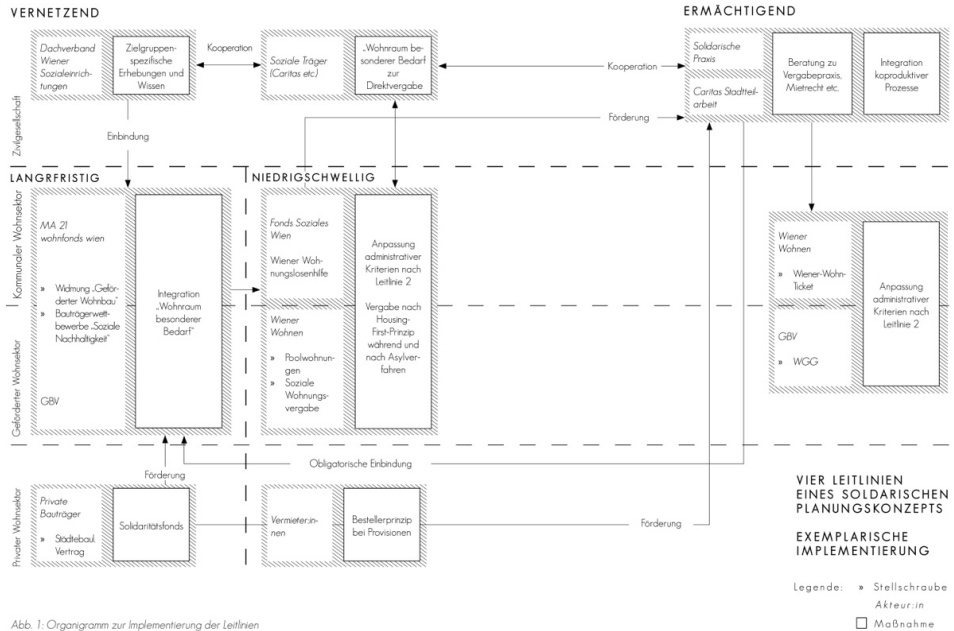 VERNETZEND
ERMÄCHTIGEND
Zivilgesellschaft
Dachverband
Wiener
Sozialeinrich-
tungen
Zielgruppen-
spezifische
Erhebungen und
Wissen
Kooperation
Soziale Träger
(Caritas etc.)
„Wohnraum be-
sonderer Bedarf
zur
Direktvergabe
Kooperation
Förderung
Soldarische
Praxis
Caritas Stadtteil-
arbeit
Beratung zu
Vergabepraxis,
Mietrecht etc.
Integration
koproduktiver
Prozesse
Einbindung
LANGRFRISTIG
NIEDRIGSCHWELLIG
Kommunaler Wohnsektor
Geförderter Wohnsektor
MA 21
wohnfonds wien
» Widmung „Geför-
derter Wohnbau“
» Bauträgerwett-
bewerbe „Soziale
Nachhaltigkeit“
GBV
Integration
„Wohnraum
besonderer
Bedarf“
Fonds Soziales
Wien
Wiener Woh-
nungslosenhilfe
Wiener
Wohnen
» Poolwohnun-
gen
» Soziale
Wohnungs-
vergabe
Anpassung
administrativer
Kriterien nach
Leitlinie 2
Vergabe nach
Housing-
First-Prinzip
während und
nach Asylver-
fahren
Wiener
Wohnen
» Wiener-Wohn-
Ticket
GBV
» WGG
Anpassung
administrativer
Kriterien nach
Leitlinie 2
Obligatorische Einbindung
Förderung
Privater Wohnsektor
Private
Bauträger
» Städtebaul.
Vertrag
Solidaritätsfonds
Vermieter:in-
nen
Bestellerprinzip
bei Provisionen
Förderung
VIER LEITLINIEN
EINES SOLDARISCHEN
PLANUNGSKONZEPTS
EXEMPLARISCHE
IMPLEMENTIERUNG
Legende: » Stellschraube
Akteur:in
Maßnahme
Abb. 1: Organigramm zur Implementierung der Leitlinien